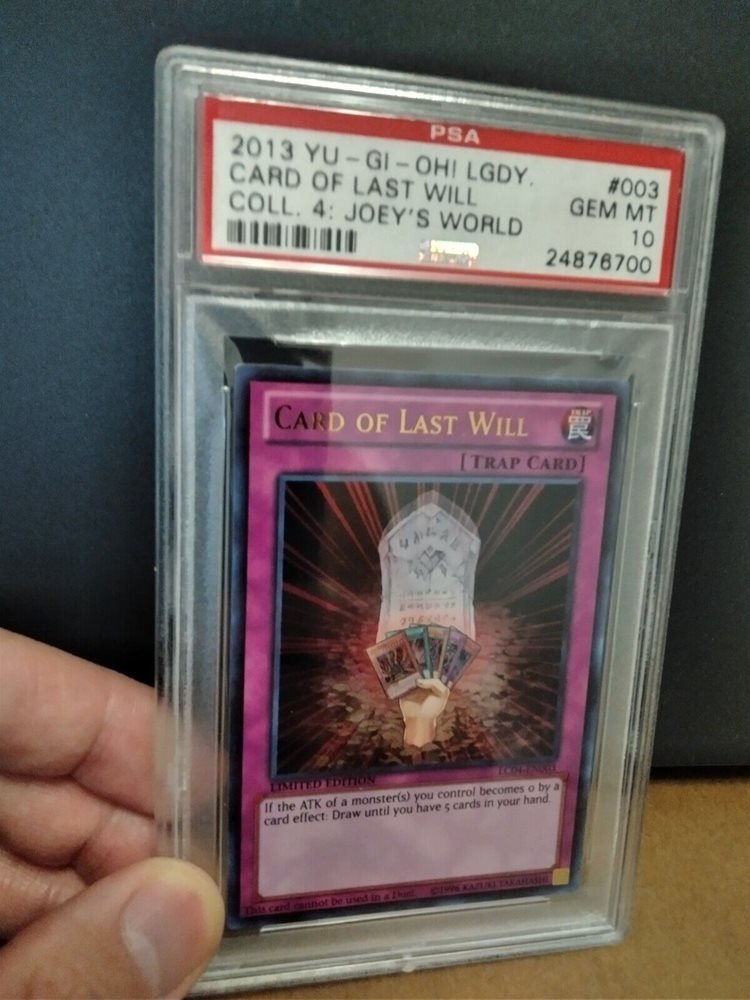 PSA
2013 YU-GI-OH! LGDY. #003
CARD OF LAST WILL GEM MT
COLL. 4: JOEY'S WORLD 10
24876700
CARD OF LAST WILL
TRAP
罠
[TRAP CARD]
LIMITED EDITION
LC04-EN003
If the ATK of a monster(s) you control becomes 0 by a
card effect: Draw until you have 5 cards in your hand.
This card cannot be used in a Duel. ©1996 KAZUKI TAKAHASHI